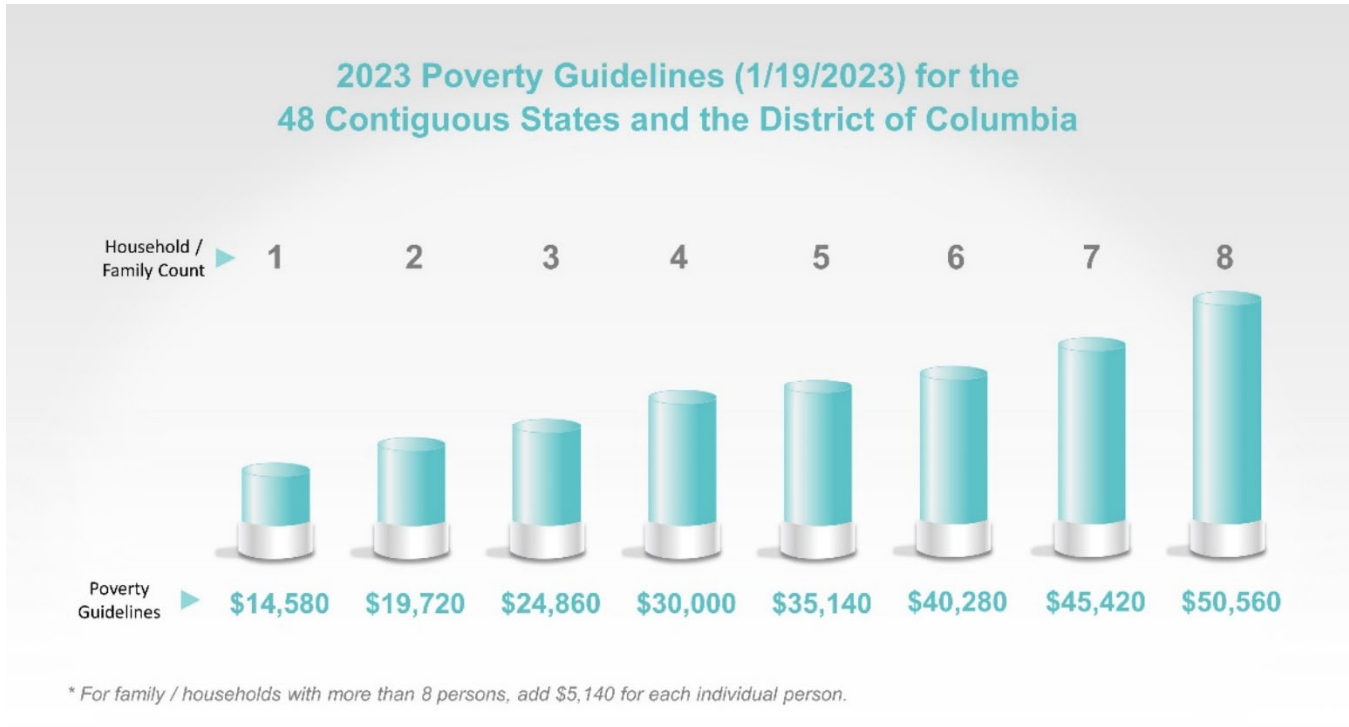 2023 Poverty Guidelines (1/19/2023) for the
48 Contiguous States and the District of Columbia
Household /
Family Count
1 2 3 4 5 6 7 8
Poverty
Guidelines
$14,580 $19,720 $24,860 $30,000 $35,140 $40,280 $45,420 $50,560
* For family / households with more than 8 persons, add $5,140 for each individual person.